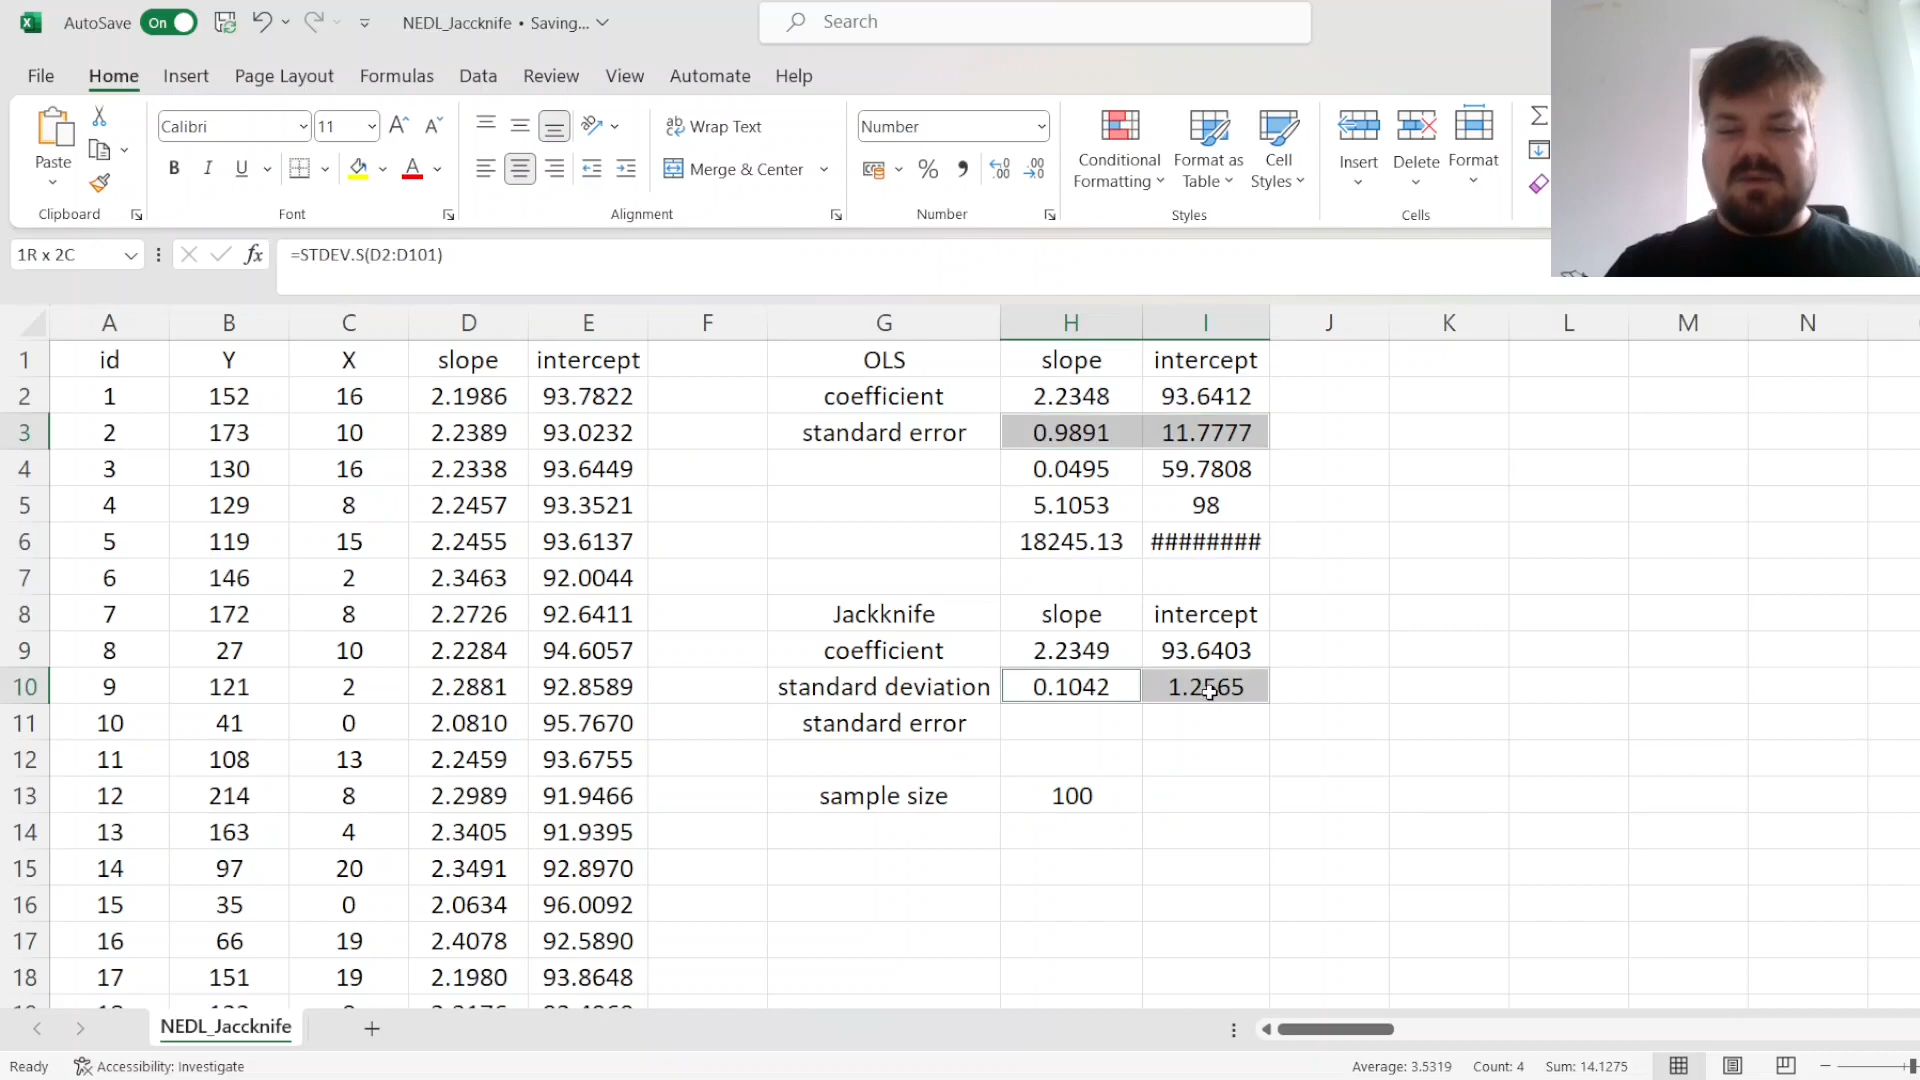 AutoSave On NEDL_Jaccknife • Saving... Search
File Home Insert Page Layout Formulas Data Review View Automate Help
Calibri 11 Wrap Text Number
Paste Merge & Center Conditional Formatting Format as Table Cell Styles Insert Delete Format
Clipboard Font Alignment Number Styles Cells
1R x 2C fx =STDEV.S(D2:D101)
A B C D E F G H I J K L M N
1 id Y X slope intercept OLS slope intercept
2 1 152 16 2.1986 93.7822 coefficient 2.2348 93.6412
3 2 173 10 2.2389 93.0232 standard error 0.9891 11.7777
4 3 130 16 2.2338 93.6449 0.0495 59.7808
5 4 129 8 2.2457 93.3521 5.1053 98
6 5 119 15 2.2455 93.6137 18245.13 ########
7 6 146 2 2.3463 92.0044
8 7 172 8 2.2726 92.6411 Jackknife slope intercept
9 8 27 10 2.2284 94.6057 coefficient 2.2349 93.6403
10 9 121 2 2.2881 92.8589 standard deviation 0.1042 1.2565
11 10 41 0 2.0810 95.7670 standard error
12 11 108 13 2.2459 93.6755
13 12 214 8 2.2989 91.9466 sample size 100
14 13 163 4 2.3405 91.9395
15 14 97 20 2.3491 92.8970
16 15 35 0 2.0634 96.0092
17 16 66 19 2.4078 92.5890
18 17 151 19 2.1980 93.8648
NEDL_Jaccknife
Ready Accessibility: Investigate Average: 3.5319 Count: 4 Sum: 14.1275